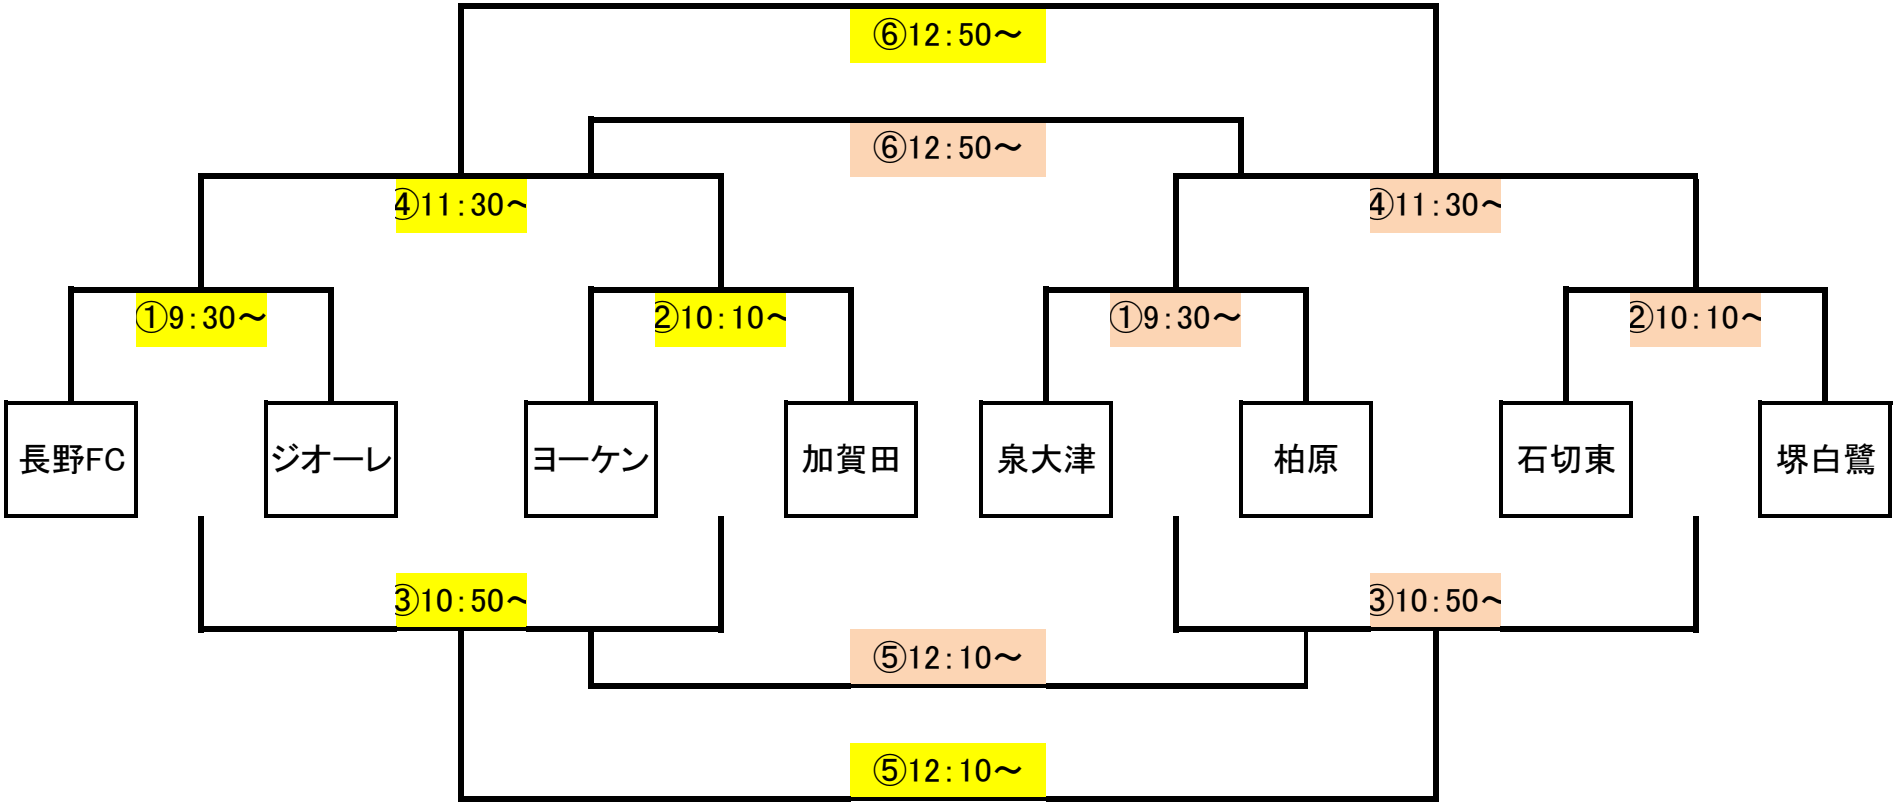 ⑥12:50～
⑥12:50～
④11:30～
④11:30～
①9:30～
②10:10～
①9:30～
②10:10～
長野FC
ジオーレ
ヨーケン
加賀田
泉大津
柏原
石切東
堺白鷺
③10:50～
③10:50～
⑤12:10～
⑤12:10～